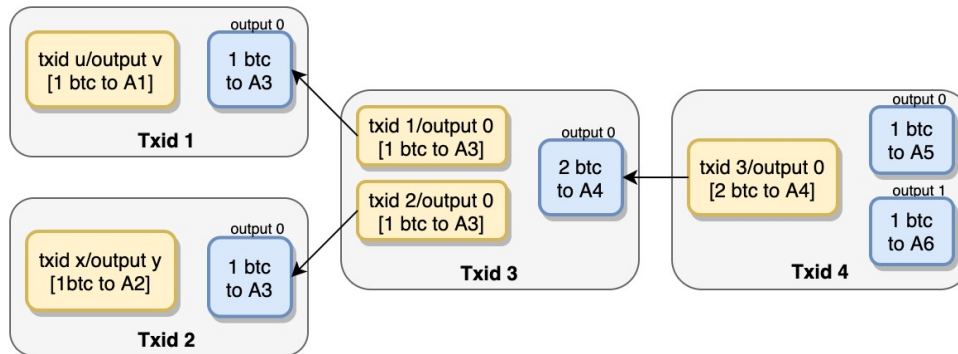 output 0
txid u/output v
[1 btc to A1]
1 btc
to A3
Txid 1
output 0
txid x/output y
[1btc to A2]
1 btc
to A3
Txid 2
txid 1/output 0
[1 btc to A3]
txid 2/output 0
[1 btc to A3]
output 0
2 btc
to A4
Txid 3
txid 3/output 0
[2 btc to A4]
output 0
1 btc
to A5
output 1
1 btc
to A6
Txid 4